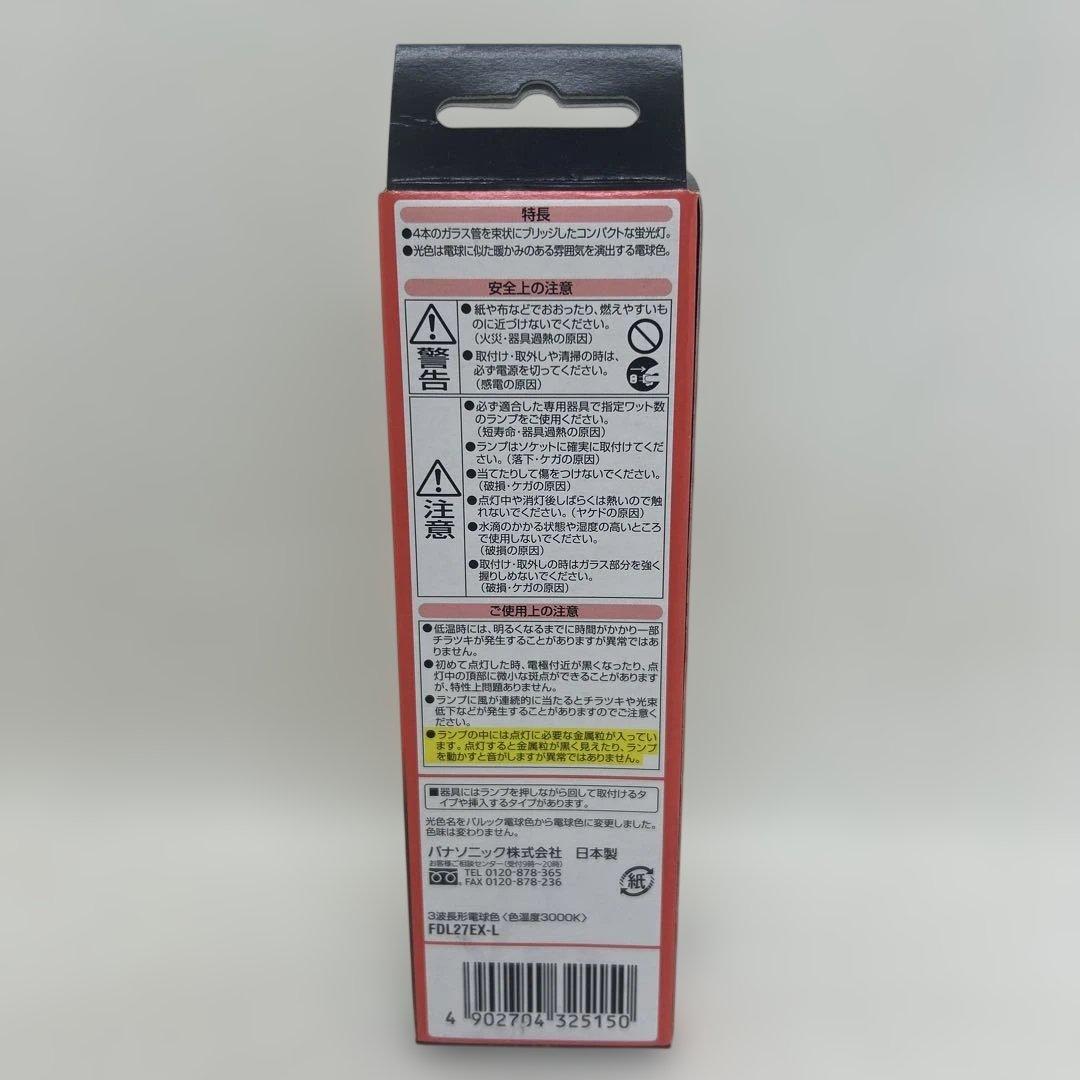 特長
●4本のガラス管を束状にブリッジしたコンパクトな蛍光灯。
●光色は電球に似た暖かみのある雰囲気を演出する電球色。
安全上の注意
警告
●紙や布などでおおったり、燃えやすいも
のに近づけないでください。
（火災・器具過熱の原因）
●取付け・取外しや清掃の時は、
必ず電源を切ってください。
（感電の原因）
注意
●必ず適合した専用器具で指定ワット数
のランプをご使用ください。
（短寿命・器具過熱の原因）
●ランプはソケットに確実に取付けてくだ
さい。（落下・ケガの原因）
●当てたりして傷をつけないでください。
（破損・ケガの原因）
●点灯中や消灯後しばらくは熱いので触
れないでください。（ヤケドの原因）
●水滴のかかる状態や湿度の高いところ
で使用しないでください。
（破損の原因）
●取付け・取外しの時はガラス部分を強く
握りしめないでください。
（破損・ケガの原因）
ご使用上の注意
●低温時には、明るくなるまでに時間がかかり一部
チラツキが発生することがありますが異常ではあ
りません。
●初めて点灯した時、電極付近が黒くなったり、点
灯中の頂部に微小な斑点ができることがあります
が、特性上問題ありません。
●ランプに風が連続的に当たるとチラツキや光束
低下などが発生することがありますのでご注意く
ださい。
●ランプの中には点灯に必要な金属粒が入ってい
ます。点灯すると金属粒が黒く見えたり、ランプ
を動かすと音がしますが異常ではありません。
■器具にはランプを押しながら回して取付けるタ
イプや挿入するタイプがあります。
光色名をパルック電球色から電球色に変更しました。
色味は変わりません。
パナソニック株式会社 日本製
お客様ご相談センター（受付9時〜20時）
TEL 0120-878-365
FAX 0120-878-236
紙
3波長形電球色〈色温度3000K〉
FDL27EX-L
4 902704 325150